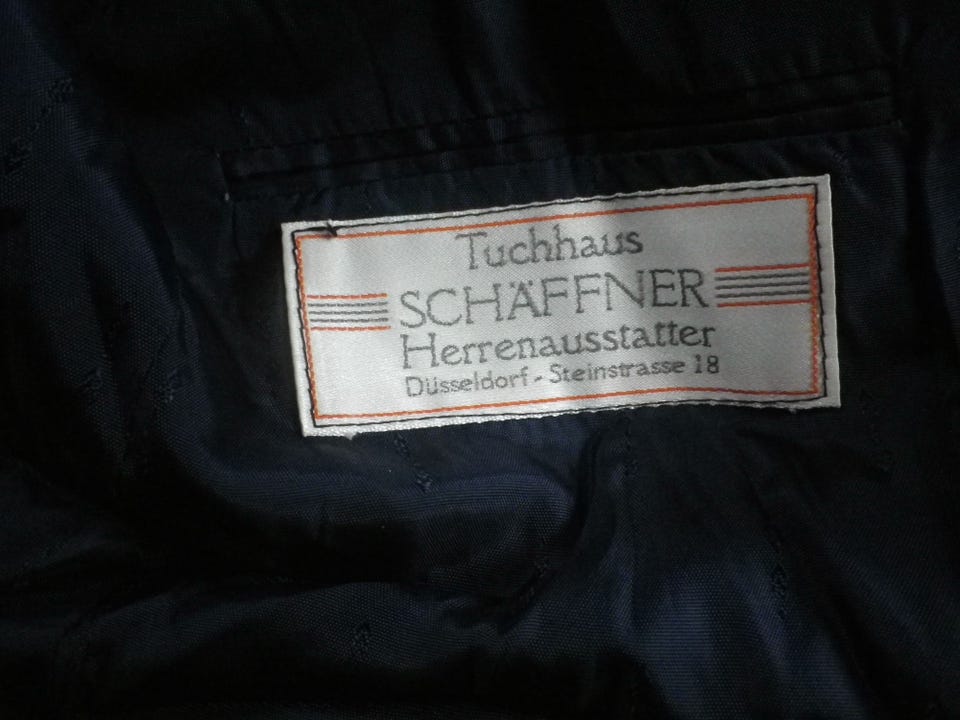 Tuchhaus
SCHÄFFNER
Herrenausstatter
Düsseldorf - Steinstrasse 18